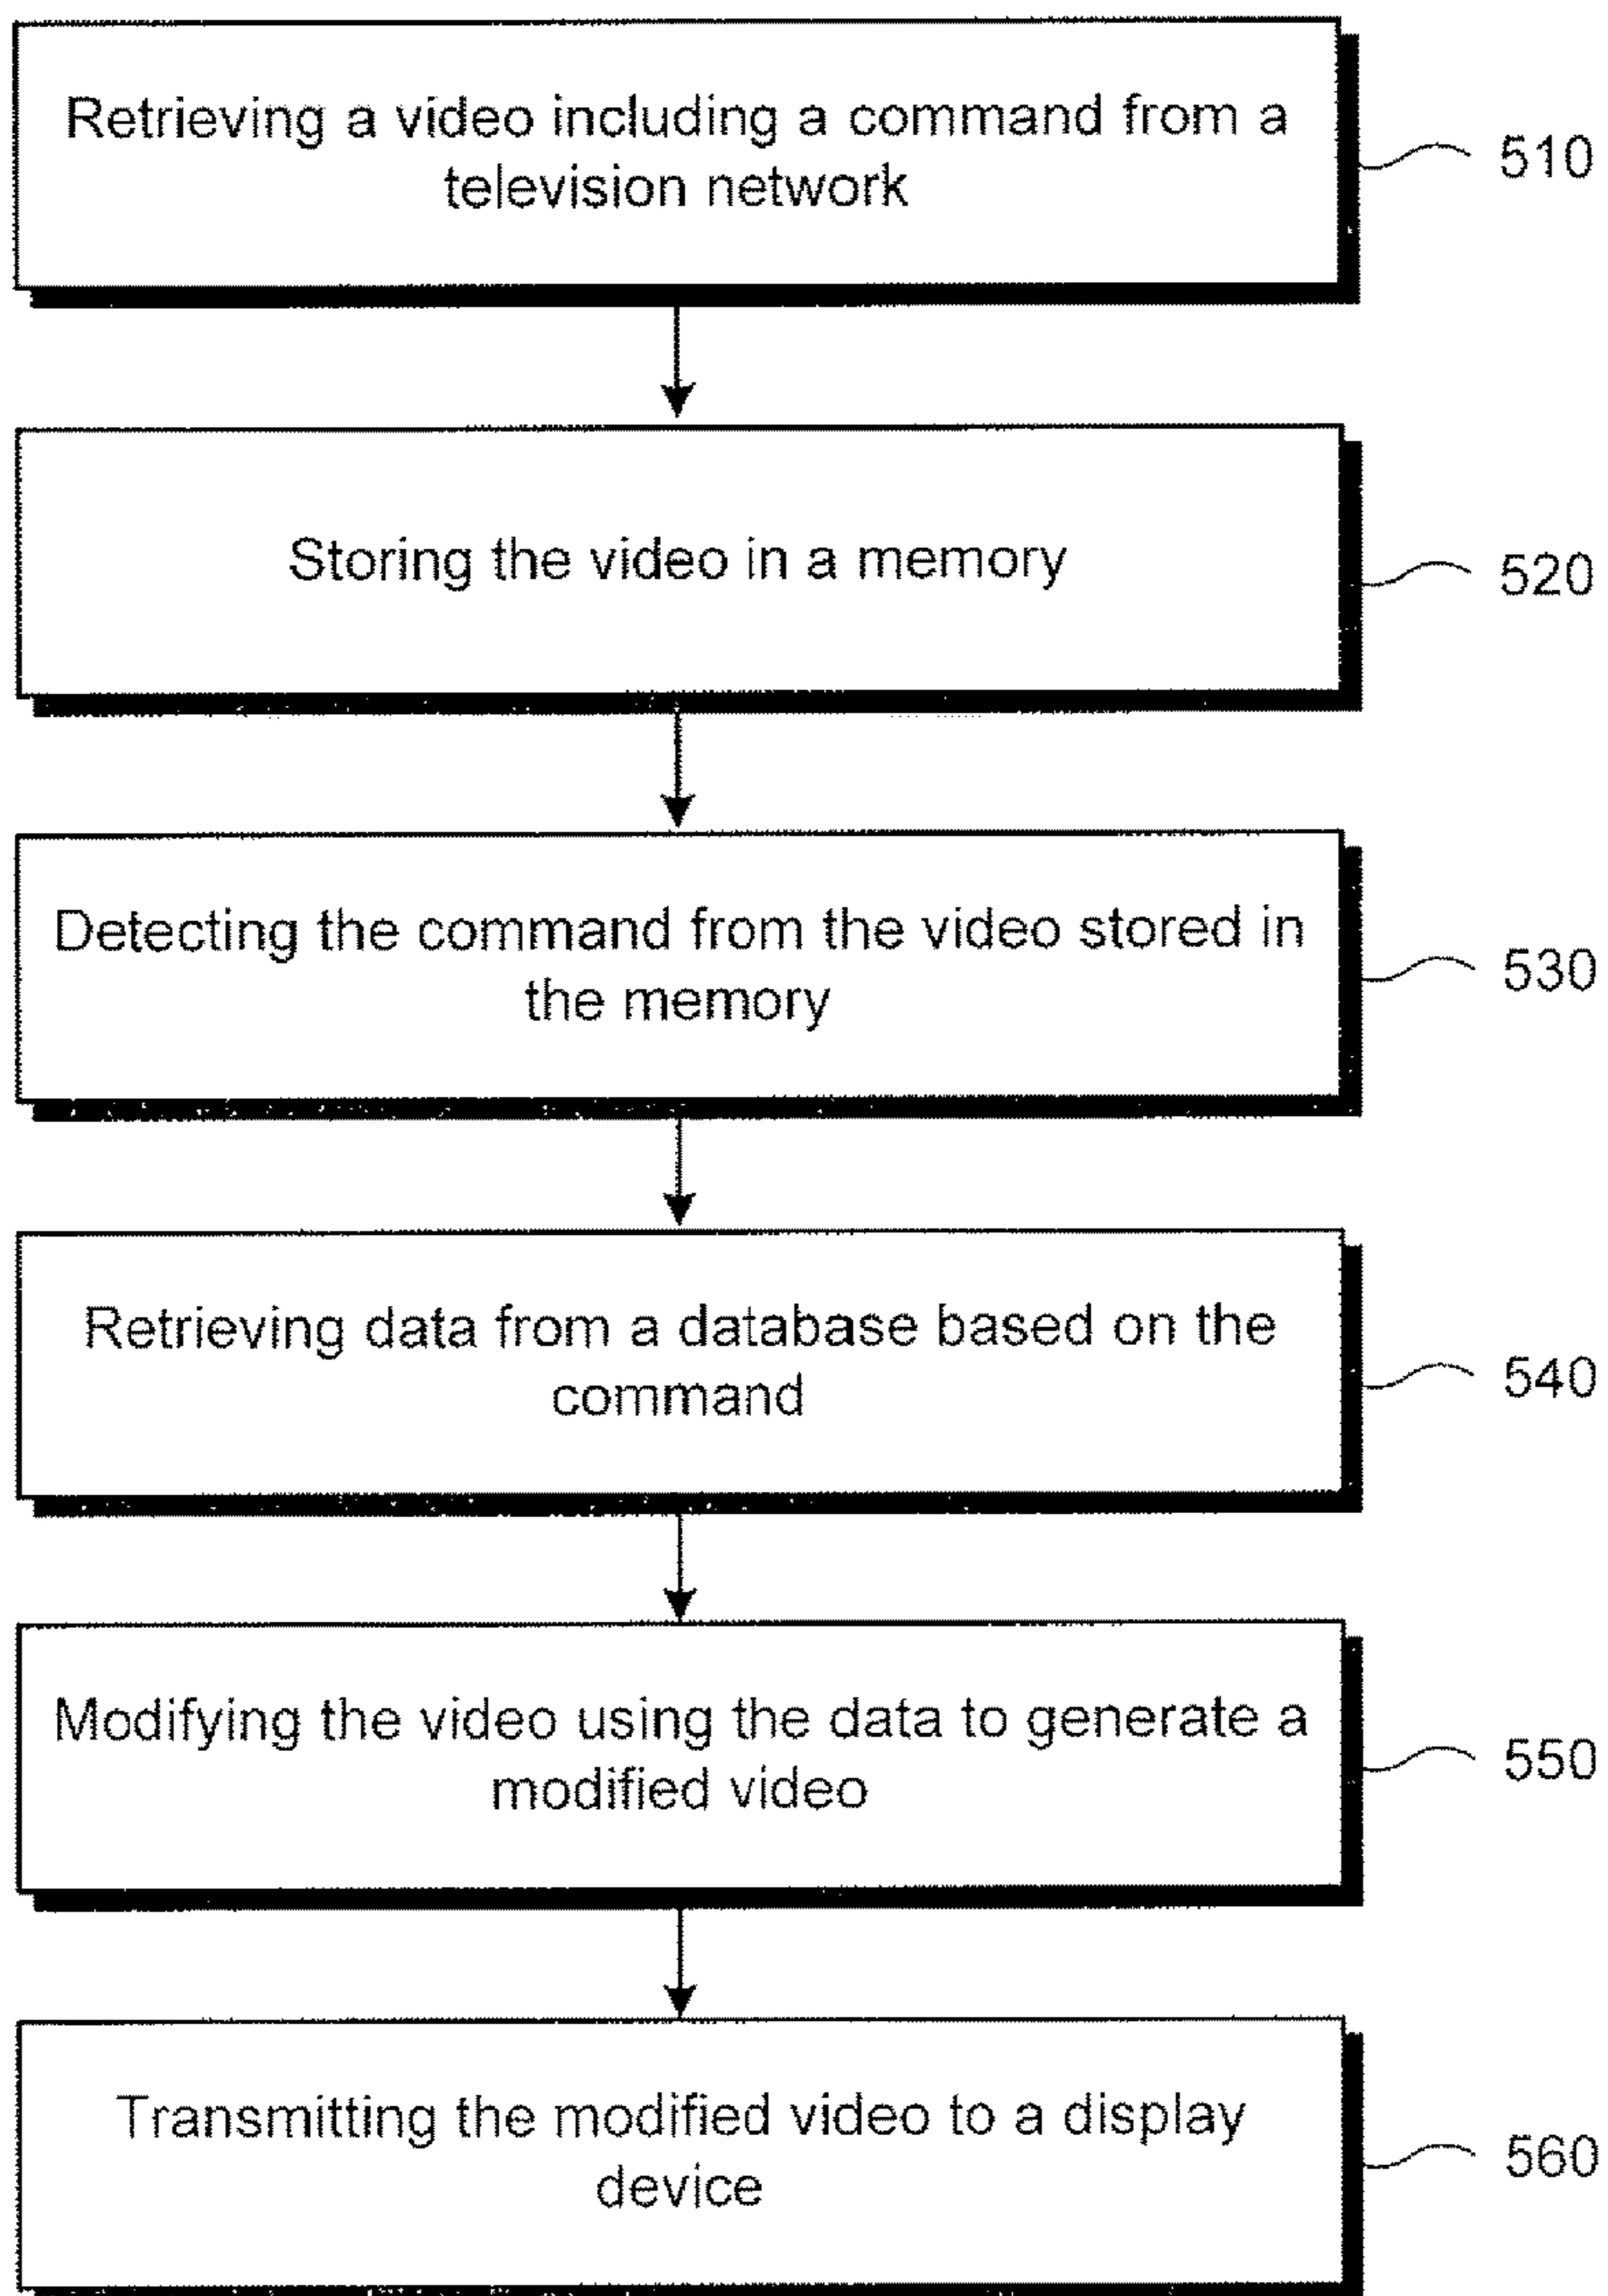 Retrieving a video including a command from a
television network
510
Storing the video in a memory
520
Detecting the command from the video stored in
the memory
530
Retrieving data from a database based on the
command
540
Modifying the video using the data to generate a
modified video
550
Transmitting the modified video to a display
device
560